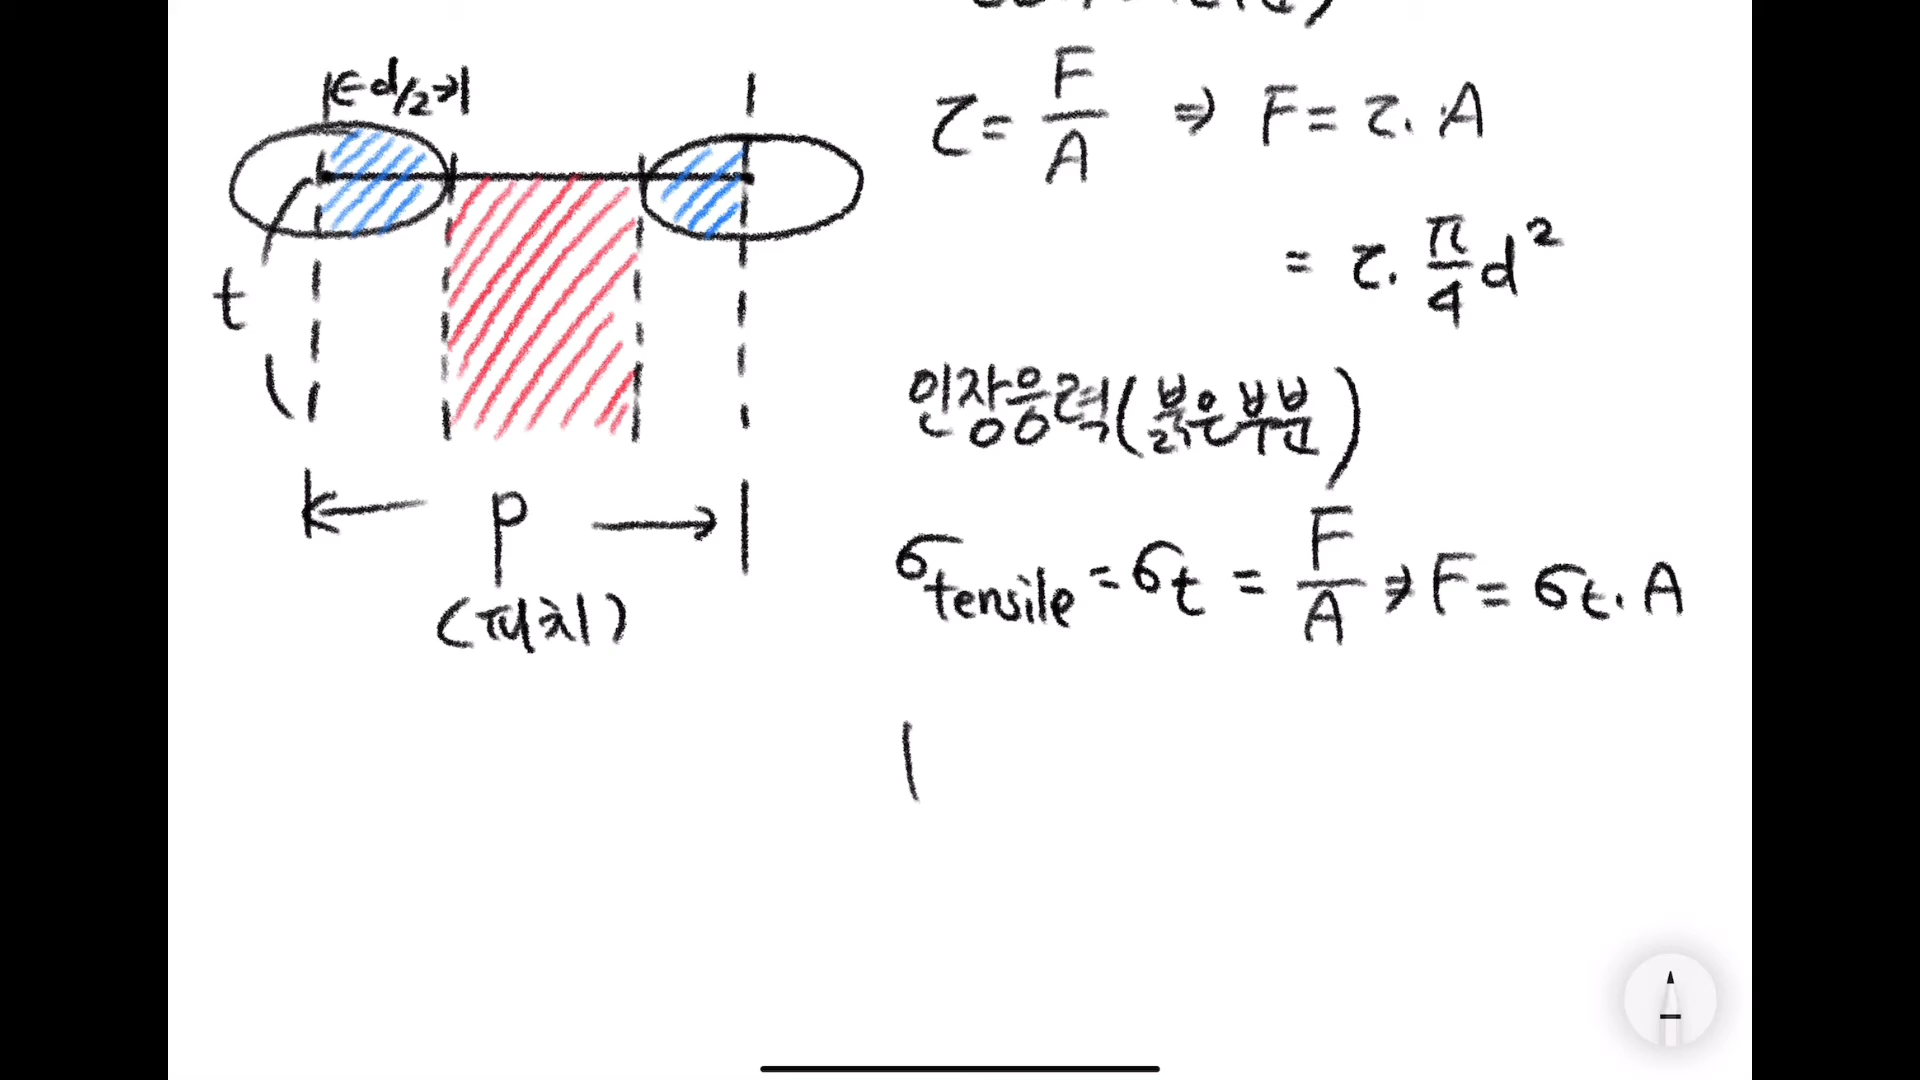 d/2
t
p
(피치)
τ = F/A ⇒ F = τ · A
= τ · π/4 d²
인장응력(붉은부분)
σtensile = σt = F/A ⇒ F = σt · A